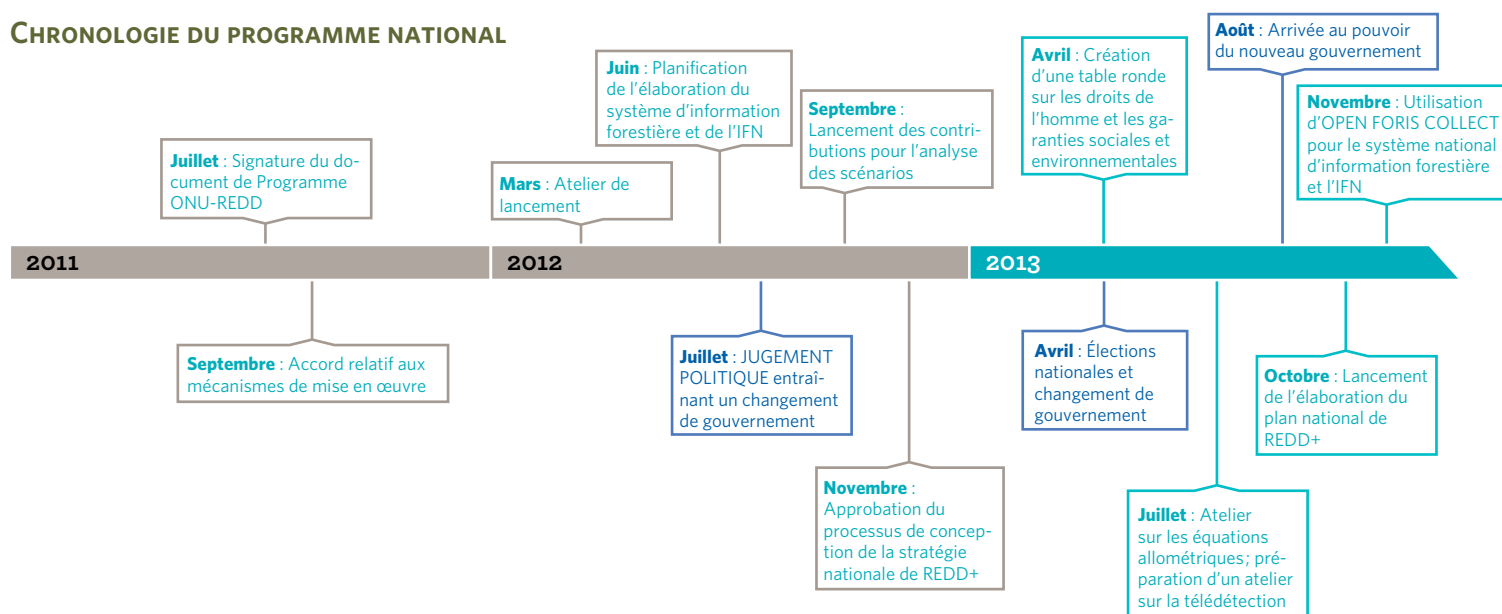 CHRONOLOGIE DU PROGRAMME NATIONAL
Juillet : Signature du do-
cument de Programme
ONU-REDD
Mars : Atelier de
lancement
Juin : Planification
de l'élaboration du
système d'information
forestière et de l'IFN
Septembre :
Lancement des contri-
butions pour l'analyse
des scénarios
Avril : Création
d'une table ronde
sur les droits de
l'homme et les ga-
ranties sociales et
environnementales
Août : Arrivée au pouvoir
du nouveau gouvernement
Novembre : Utilisation
d'OPEN FORIS COLLECT
pour le système national
d'information forestière
et l'IFN
2011
2012
2013
Septembre : Accord relatif aux
mécanismes de mise en œuvre
Juillet : JUGEMENT
POLITIQUE entraî-
nant un changement
de gouvernement
Novembre :
Approbation du
processus de concep-
tion de la stratégie
nationale de REDD+
Avril : Élections
nationales et
changement de
gouvernement
Juillet : Atelier
sur les équations
allométriques; pré-
paration d'un atelier
sur la télédétection
Octobre : Lancement
de l'élaboration du
plan national de
REDD+